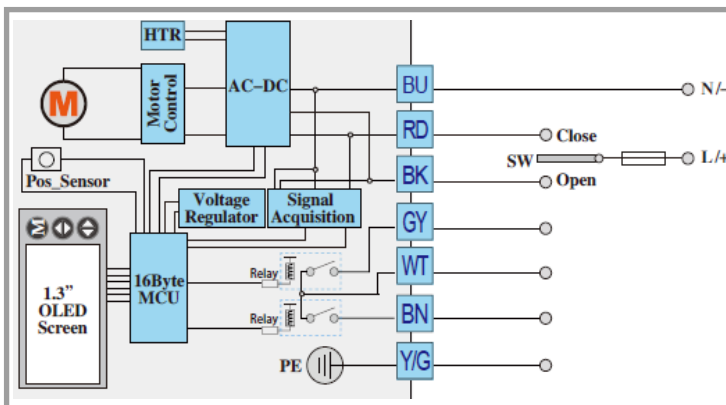 HTR
AC-DC
BU
N/-
M
Motor
Control
RD
Close
SW
L/+
Pos_Sensor
BK
Open
Voltage
Regulator
Signal
Acquisition
GY
M
1.3”
OLED
Screen
16Byte
MCU
Relay
WT
Relay
BN
PE
Y/G